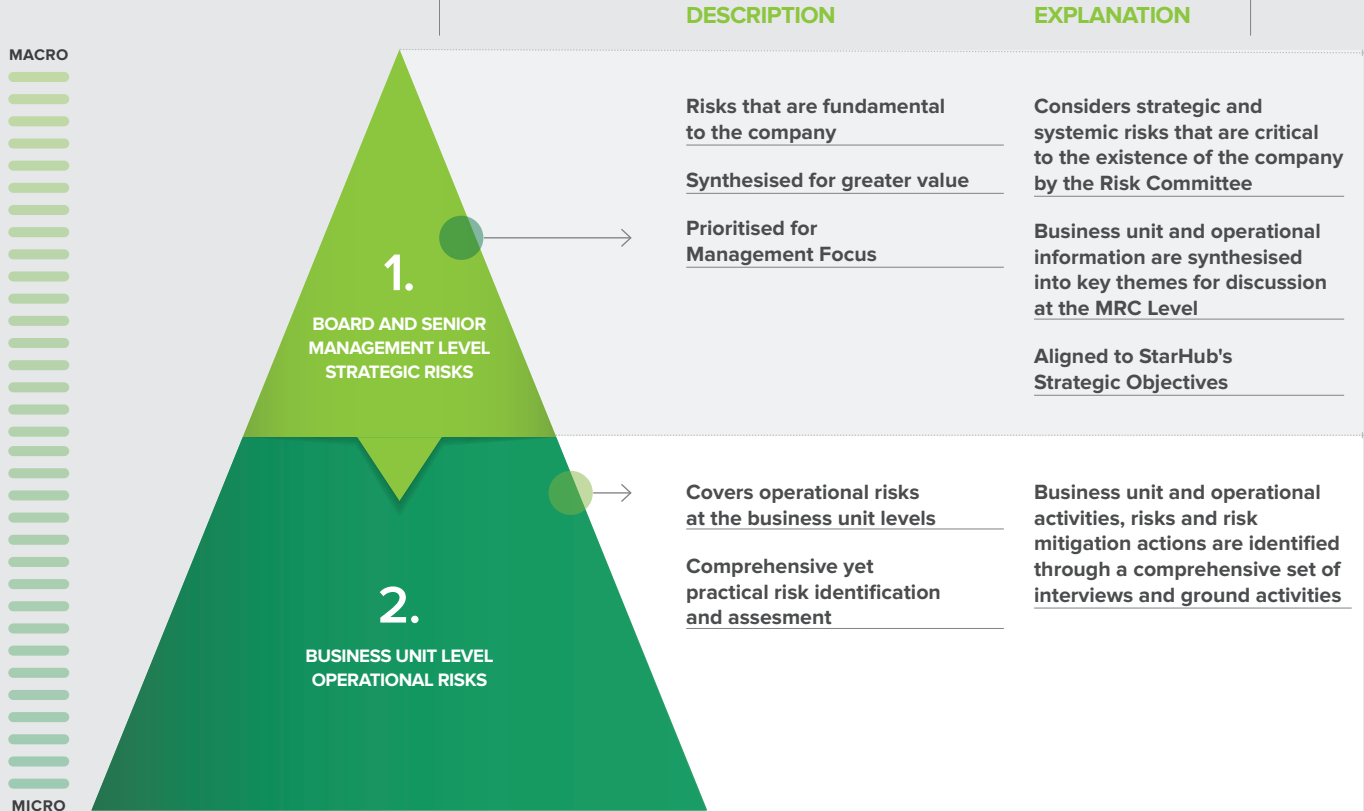 DESCRIPTION
EXPLANATION
MACRO
Risks that are fundamental
to the company
Synthesised for greater value
Prioritised for
Management Focus
Considers strategic and
systemic risks that are critical
to the existence of the company
by the Risk Committee
Business unit and operational
information are synthesised
into key themes for discussion
at the MRC Level
Aligned to StarHub's
Strategic Objectives
1.
BOARD AND SENIOR
MANAGEMENT LEVEL
STRATEGIC RISKS
Covers operational risks
at the business unit levels
Comprehensive yet
practical risk identification
and assesment
Business unit and operational
activities, risks and risk
mitigation actions are identified
through a comprehensive set of
interviews and ground activities
2.
BUSINESS UNIT LEVEL
OPERATIONAL RISKS
MICRO